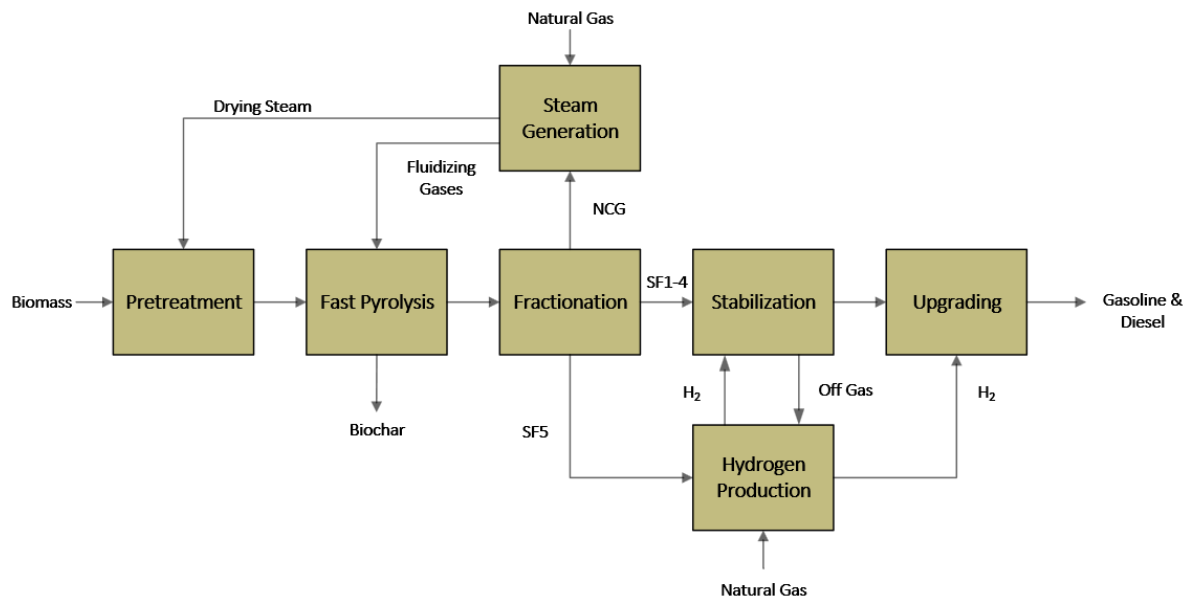 Natural Gas
Steam
Generation
Drying Steam
Fluidizing
Gases
NCG
Biomass
Pretreatment
Fast Pyrolysis
Fractionation
SF1-4
Stabilization
Upgrading
Gasoline &
Diesel
Biochar
SF5
H₂
Off Gas
H₂
Hydrogen
Production
Natural Gas